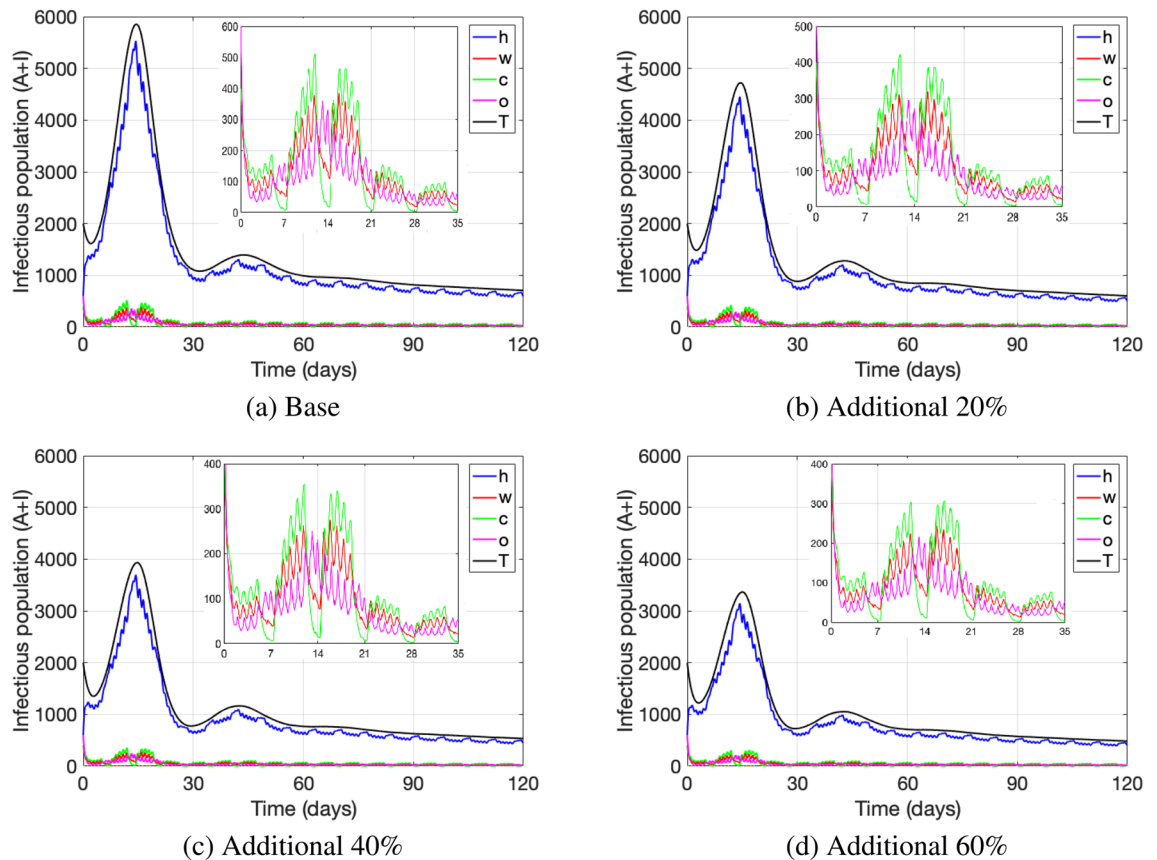 6000
5000
4000
3000
2000
1000
0
Infectious population (A+I)
600
500
400
300
200
100
0
0 7 14 21 28 35
h
w
c
o
T
0 30 60 90 120
Time (days)
(a) Base
6000
5000
4000
3000
2000
1000
0
Infectious population (A+I)
500
400
300
200
100
0
0 7 14 21 28 35
h
w
c
o
T
0 30 60 90 120
Time (days)
(b) Additional 20%
6000
5000
4000
3000
2000
1000
0
Infectious population (A+I)
400
300
200
100
0
0 7 14 21 28 35
h
w
c
o
T
0 30 60 90 120
Time (days)
(c) Additional 40%
6000
5000
4000
3000
2000
1000
0
Infectious population (A+I)
400
300
200
100
0
0 7 14 21 28 35
h
w
c
o
T
0 30 60 90 120
Time (days)
(d) Additional 60%